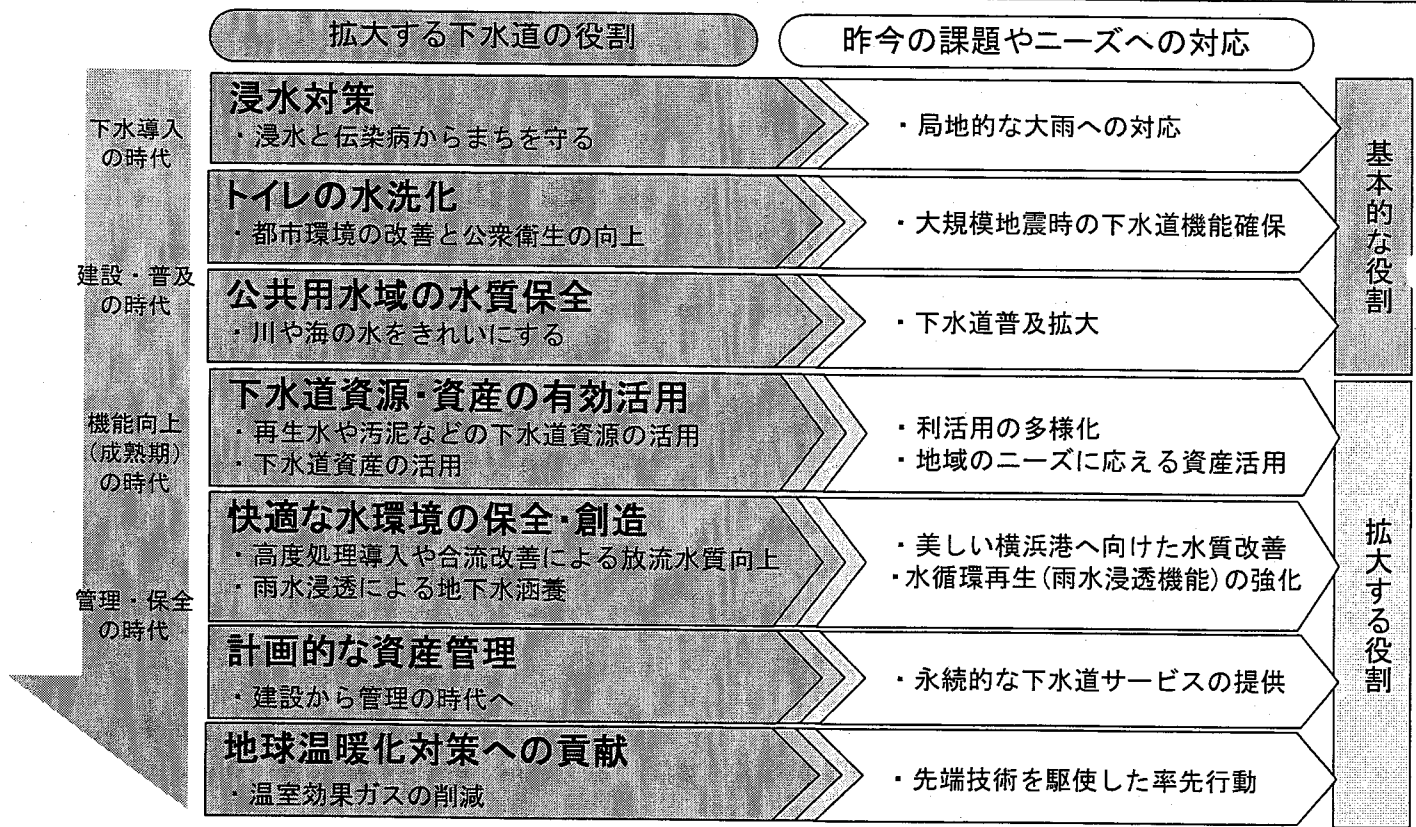 拡大する下水道の役割
昨今の課題やニーズへの対応
下水導入
の時代
建設・普及
の時代
機能向上
(成熟期)
の時代
管理・保全
の時代
浸水対策
・浸水と伝染病からまちを守る
・局地的な大雨への対応
トイレの水洗化
・都市環境の改善と公衆衛生の向上
・大規模地震時の下水道機能確保
公共用水域の水質保全
・川や海の水をきれいにする
・下水道普及拡大
下水道資源・資産の有効活用
・再生水や汚泥などの下水道資源の活用
・下水道資産の活用
・利活用の多様化
・地域のニーズに応える資産活用
快適な水環境の保全・創造
・高度処理導入や合流改善による放流水質向上
・雨水浸透による地下水涵養
・美しい横浜港へ向けた水質改善
・水循環再生(雨水浸透機能)の強化
計画的な資産管理
・建設から管理の時代へ
・永続的な下水道サービスの提供
地球温暖化対策への貢献
・温室効果ガスの削減
・先端技術を駆使した率先行動
基本的な役割
拡大する役割